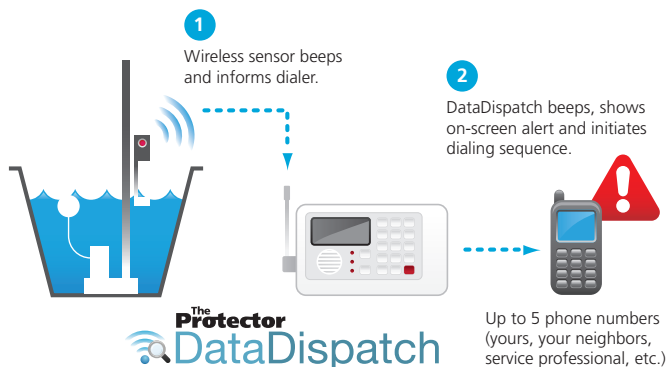 1
Wireless sensor beeps
and informs dialer.
2
DataDispatch beeps, shows
on-screen alert and initiates
dialing sequence.
The
Protector
DataDispatch
Up to 5 phone numbers
(yours, your neighbors,
service professional, etc.)